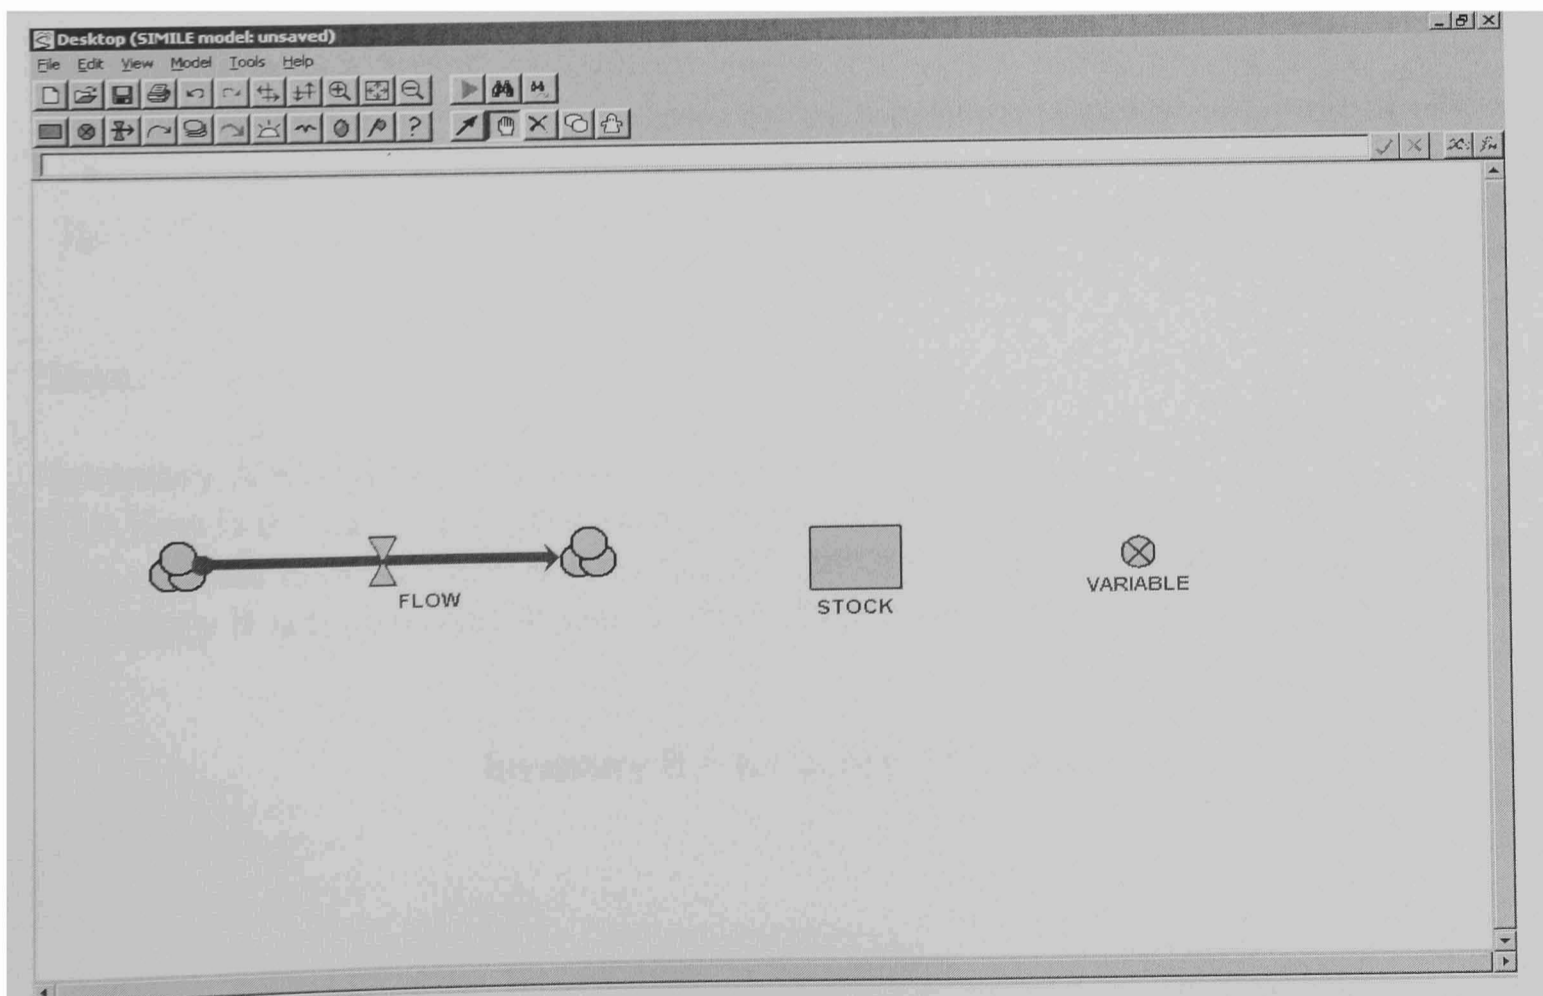 Desktop (SIMILE model: unsaved)
File Edit View Model Tools Help
FLOW
STOCK
VARIABLE